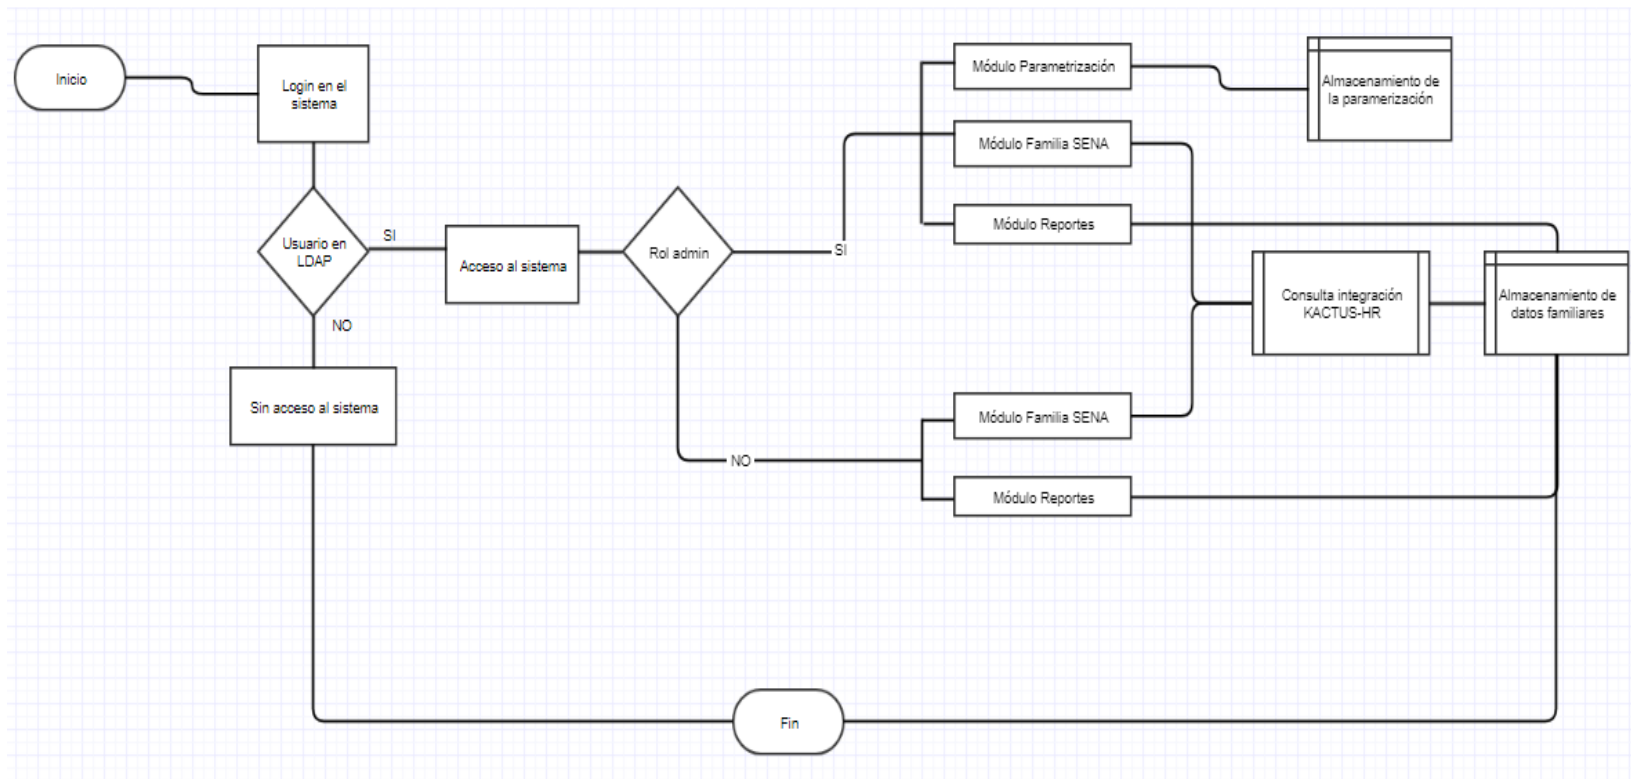 Inicio
Login en el
sistema
Módulo Parametrización
Almacenamiento de
la paramerización
Módulo Familia SENA
Módulo Reportes
Usuario en
LDAP
SI
Acceso al sistema
Rol admin
SI
Consulta integración
KACTUS-HR
Almacenamiento de
datos familiares
NO
Sin acceso al sistema
Módulo Familia SENA
NO
Módulo Reportes
Fin